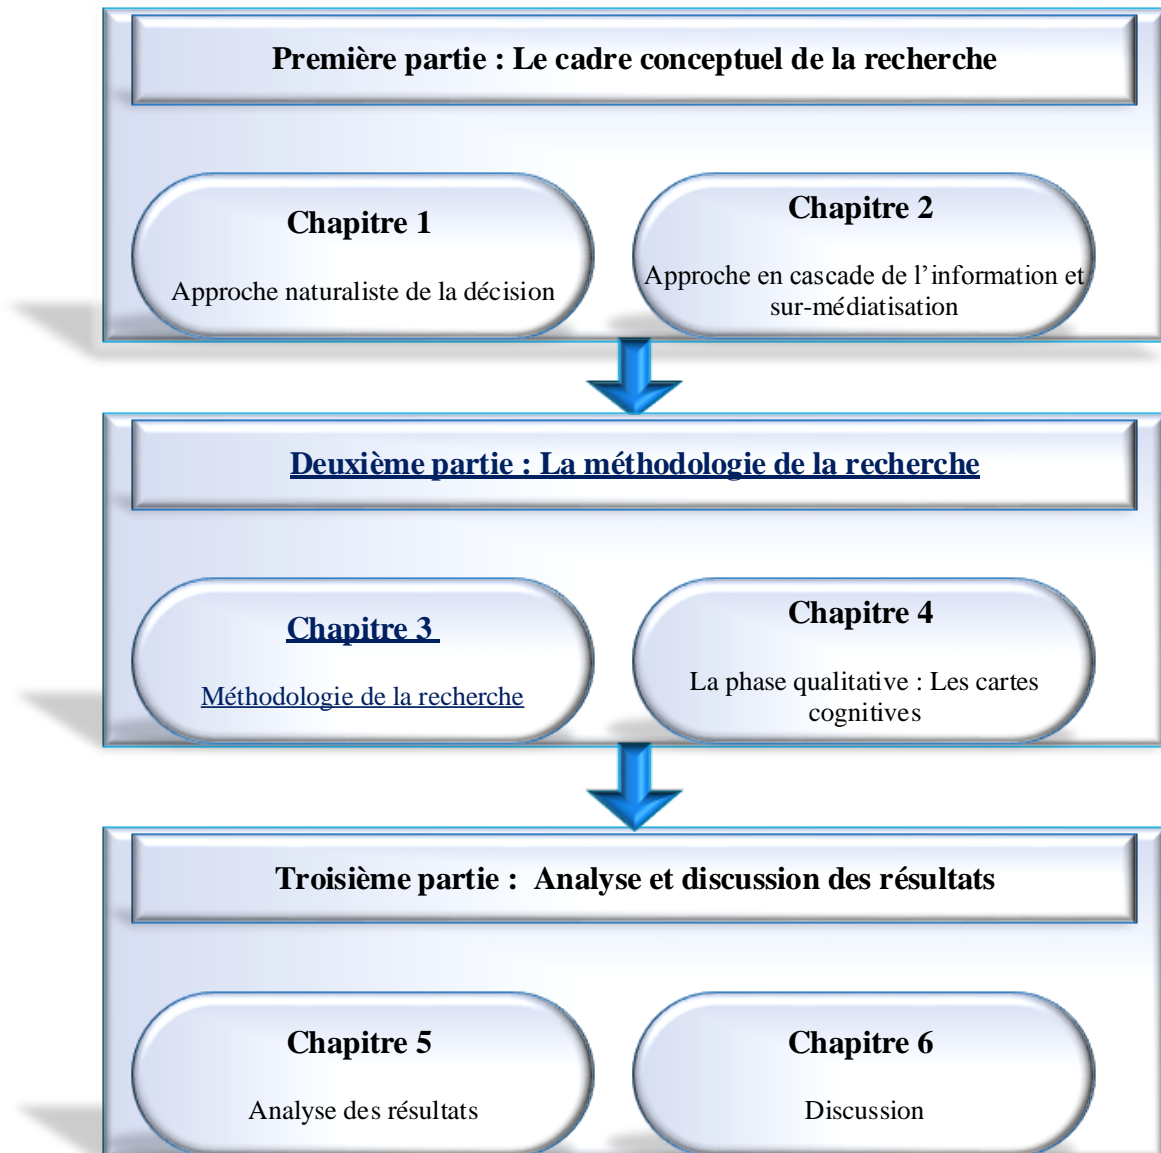 Première partie : Le cadre conceptuel de la recherche
Chapitre 1
Approche naturaliste de la décision
Chapitre 2
Approche en cascade de l’information et
sur-médiatisation
Deuxième partie : La méthodologie de la recherche
Chapitre 3
Méthodologie de la recherche
Chapitre 4
La phase qualitative : Les cartes
cognitives
Troisième partie :  Analyse et discussion des résultats
Chapitre 5
Analyse des résultats
Chapitre 6
Discussion